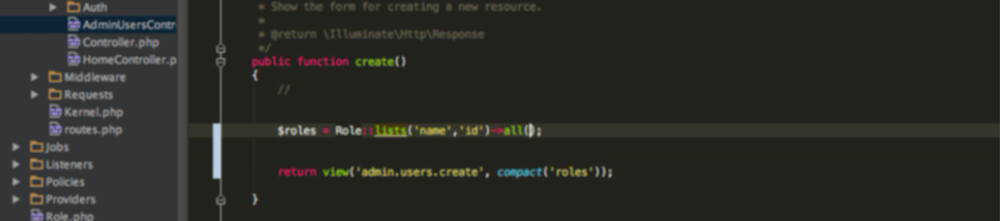 Auth
AdminUsersContr
Controller.php
HomeController.p
Middleware
Requests
Kernel.php
routes.php
Jobs
Listeners
Policies
Providers
Role.php
* Show the form for creating a new resource.
*
* @return \Illuminate\Http\Response
*/
public function create()
{
//
$roles = Role::lists('name','id')->all();
return view('admin.users.create', compact('roles'));
}